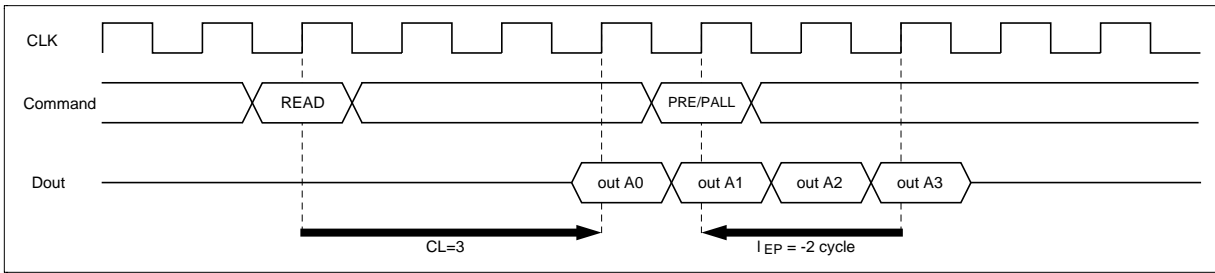 CLK
Command READ PRE/PALL
Dout out A0 out A1 out A2 out A3
CL=3 l EP = -2 cycle